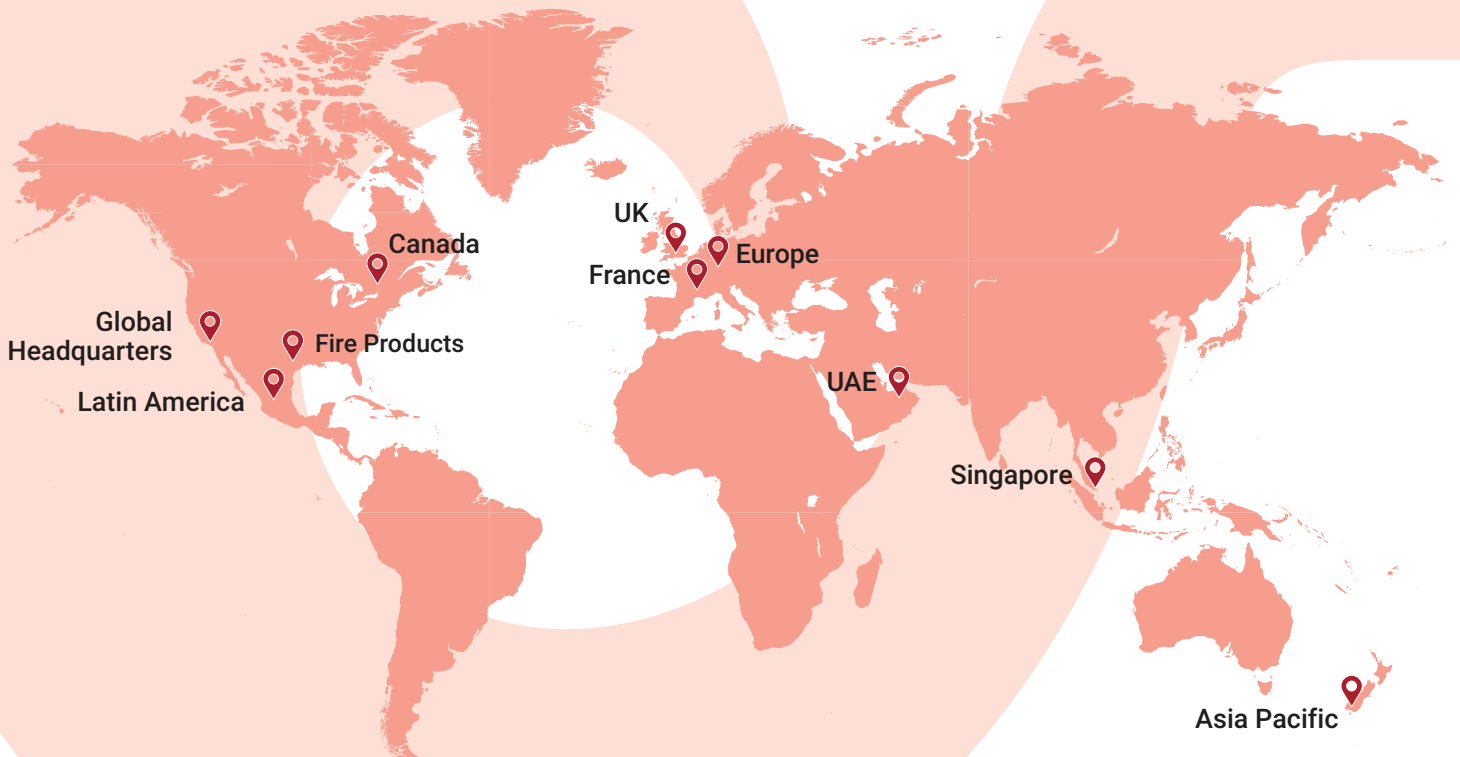 UK
Canada
Europe
France
Global
Headquarters
Fire Products
UAE
Latin America
Singapore
Asia Pacific